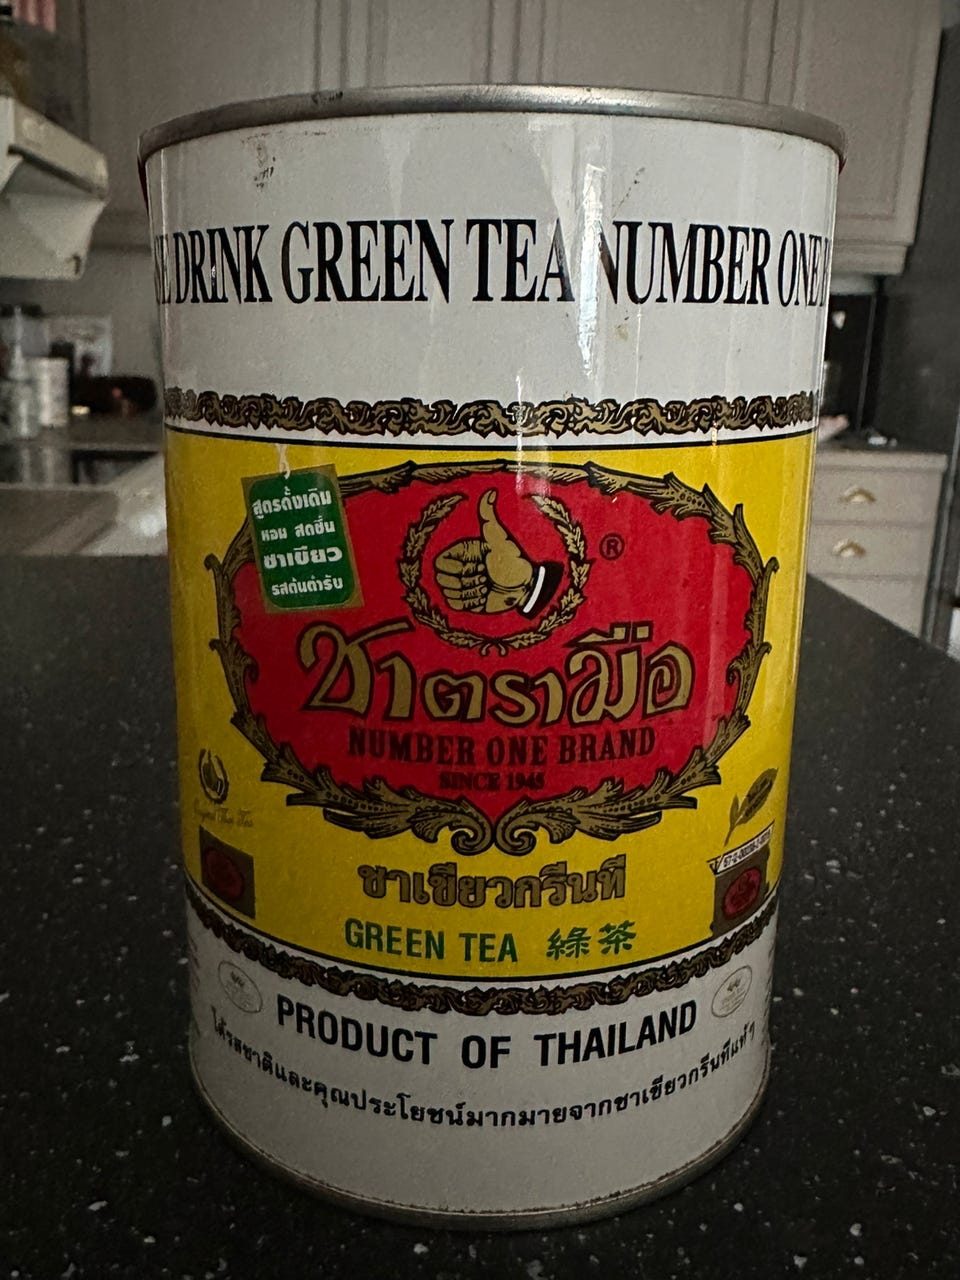 DRINK GREEN TEA NUMBER ONE
สูตรดั้งเดิม
หอม สดชื่น
ชาเขียว
รสต้นตำรับ
®
ชาตรามือ
NUMBER ONE BRAND
SINCE 1945
ชาเขียวกรีนที
GREEN TEA 綠茶
PRODUCT OF THAILAND
ได้รสชาติและคุณประโยชน์มากมายจากชาเขียวกรีนทีแท้ๆ